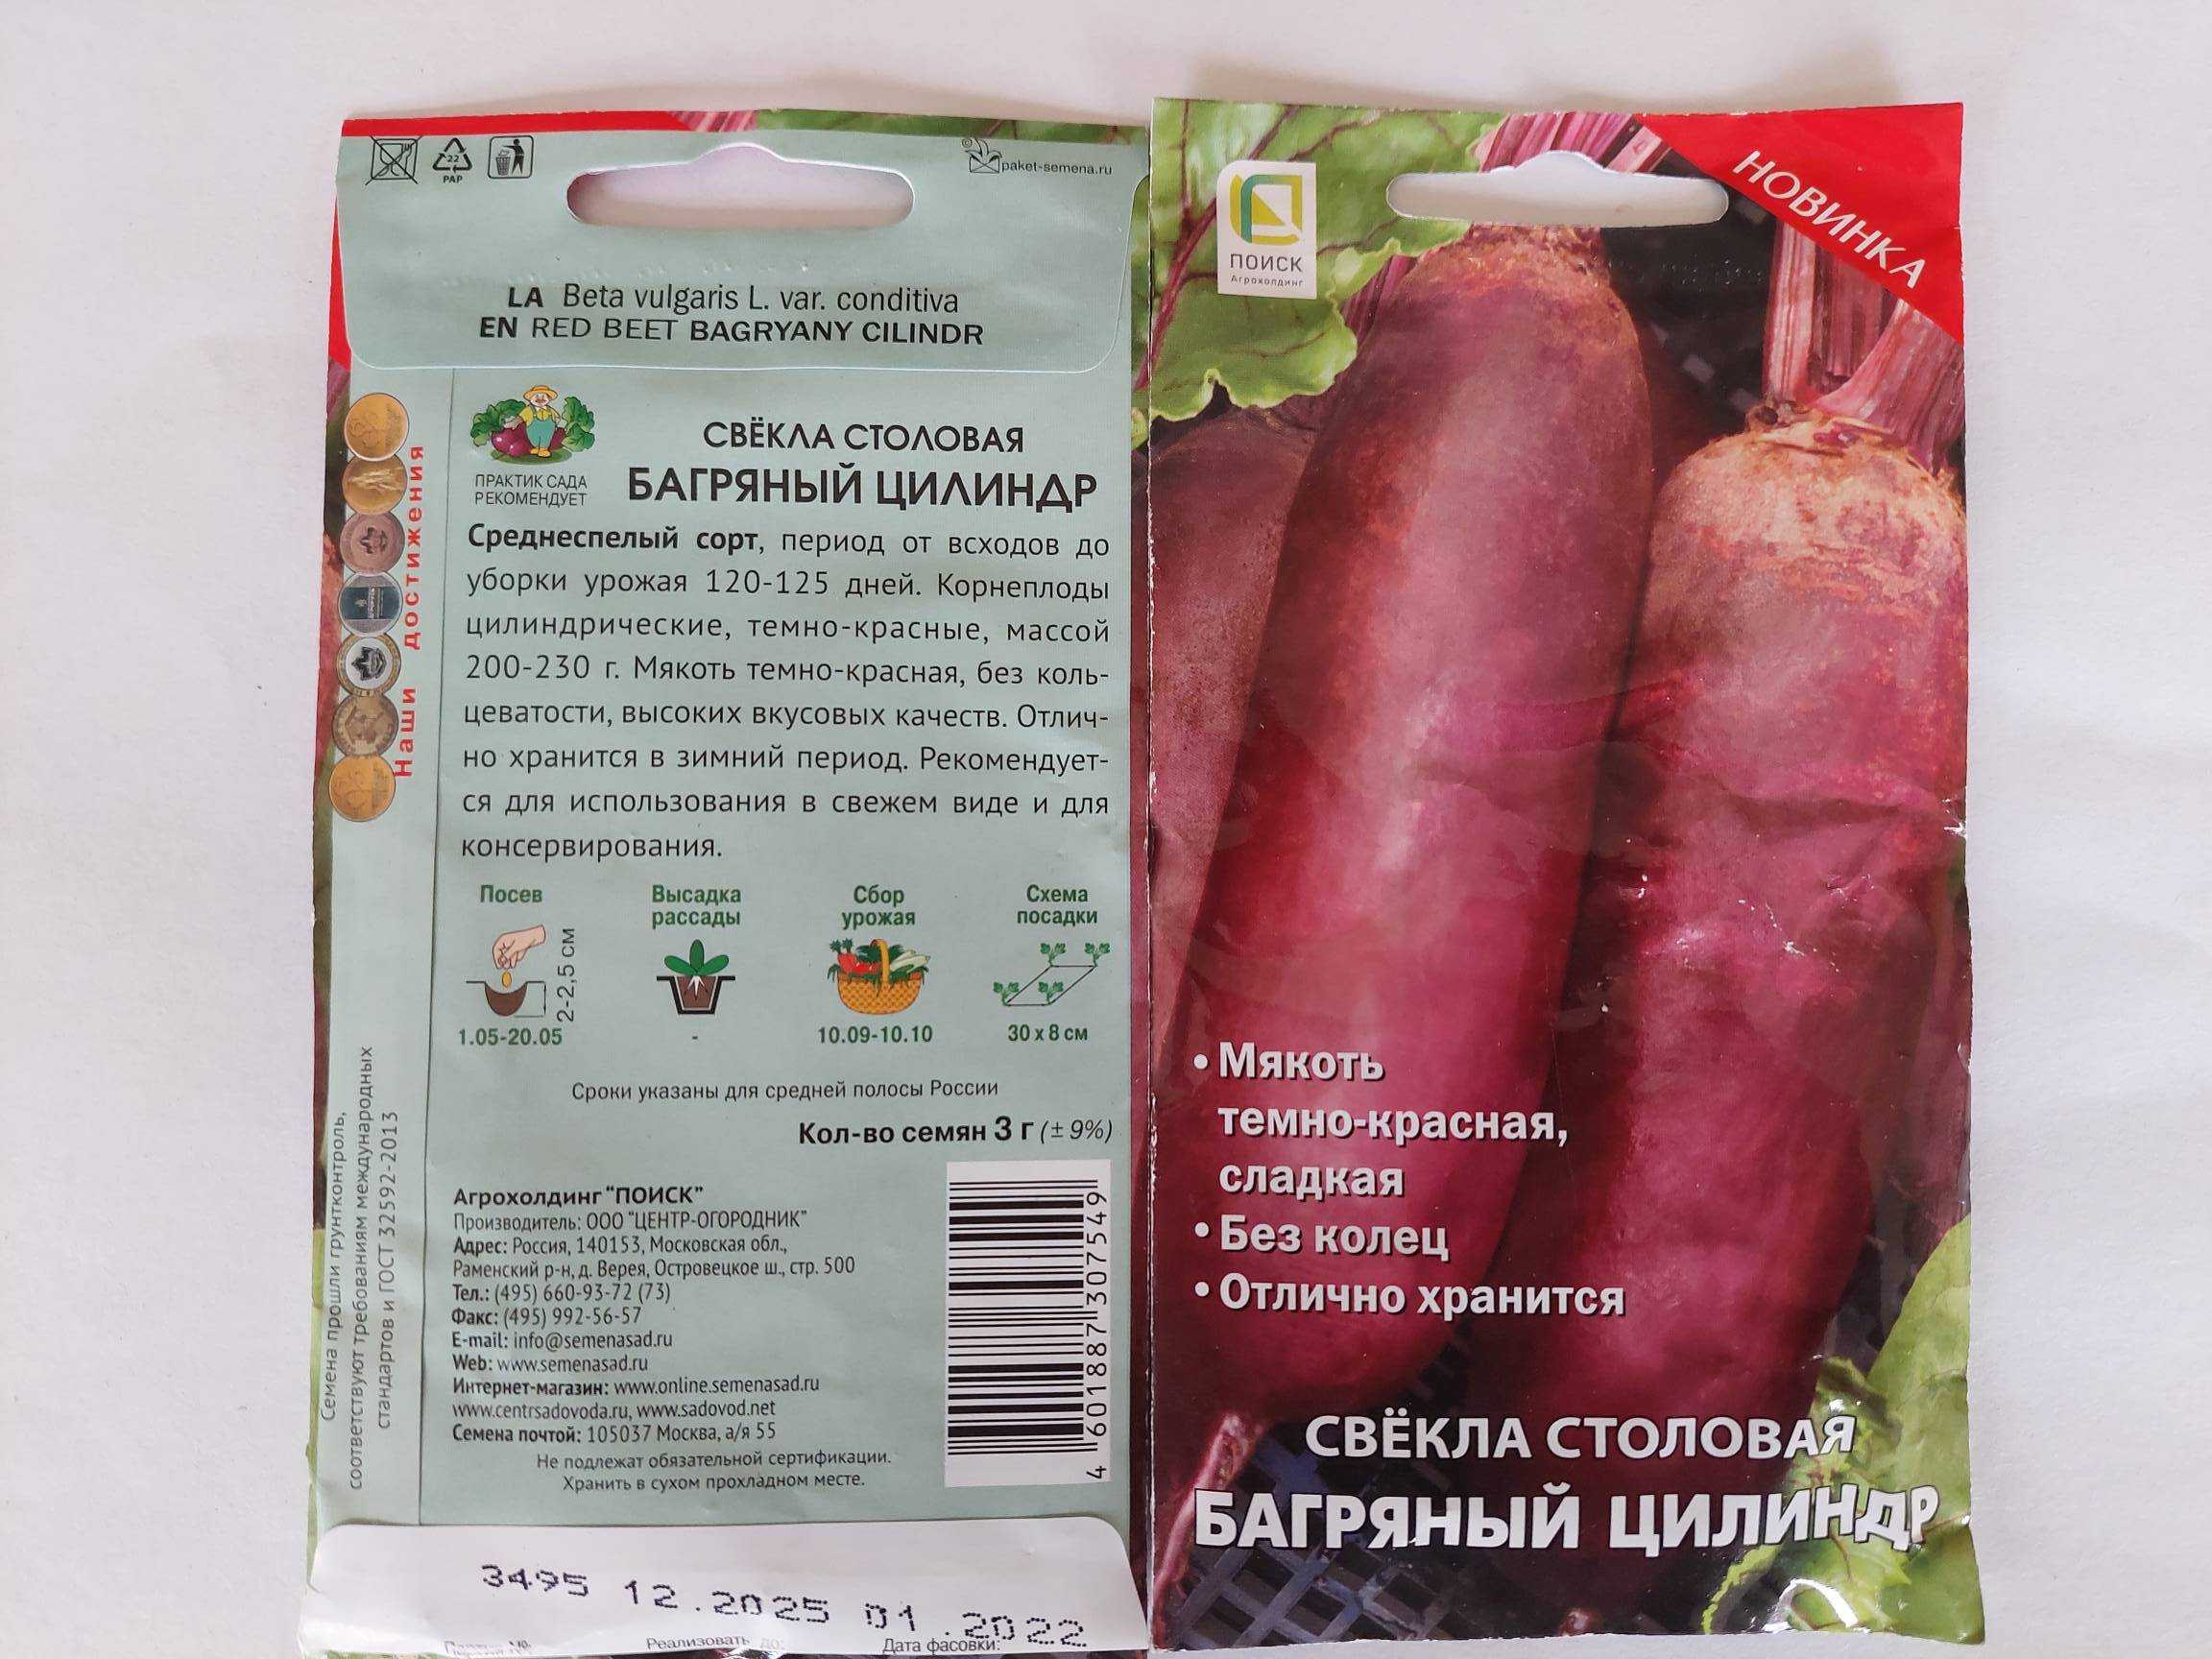 22
PAP
paket-semena.ru
LA Beta vulgaris L. var. conditiva
EN RED BEET BAGRYANY CILINDR
ПРАКТИК САДА
РЕКОМЕНДУЕТ
СВЁКЛА СТОЛОВАЯ
БАГРЯНЫЙ ЦИЛИНДР
Наши достижения
Среднеспелый сорт, период от всходов до
уборки урожая 120-125 дней. Корнеплоды
цилиндрические, темно-красные, массой
200-230 г. Мякоть темно-красная, без коль-
цеватости, высоких вкусовых качеств. Отлич-
но хранится в зимний период. Рекомендует-
ся для использования в свежем виде и для
консервирования.
Посев
2-2,5 см
1.05-20.05
Высадка
рассады
-
Сбор
урожая
10.09-10.10
Схема
посадки
30 х 8 см
Сроки указаны для средней полосы России
Кол-во семян 3 г (± 9%)
Семена прошли грунтконтроль,
соответствуют требованиям международных
стандартов и ГОСТ 32592-2013
Агрохолдинг "ПОИСК"
Производитель: ООО "ЦЕНТР-ОГОРОДНИК"
Адрес: Россия, 140153, Московская обл.,
Раменский р-н, д. Верея, Островецкое ш., стр. 500
Тел.: (495) 660-93-72 (73)
Факс: (495) 992-56-57
E-mail: info@semenasad.ru
Web: www.semenasad.ru
Интернет-магазин: www.online.semenasad.ru
www.centrsadovoda.ru, www.sadovod.net
Семена почтой: 105037 Москва, а/я 55
Не подлежат обязательной сертификации.
Хранить в сухом прохладном месте.
4 601887 307549
3495 12.2025 01.2022
Реализовать до:
Дата фасовки:
ПОИСК
Агрохолдинг
НОВИНКА
• Мякоть
темно-красная,
сладкая
• Без колец
• Отлично хранится
СВЁКЛА СТОЛОВАЯ
БАГРЯНЫЙ ЦИЛИНДР